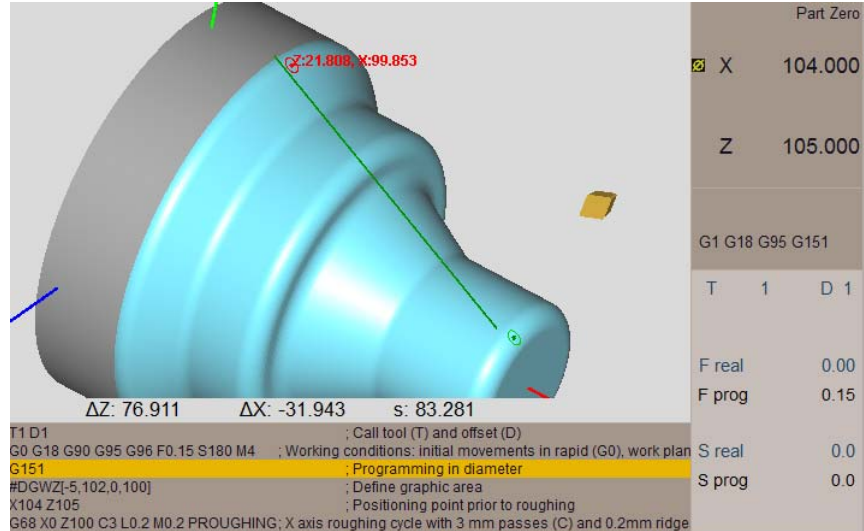 Part Zero
Z:21.808, X:99.853
Ø X 104.000
Z 105.000
G1 G18 G95 G151
T 1 D 1
F real 0.00
F prog 0.15
S real 0.0
S prog 0.0
ΔZ: 76.911 ΔX: -31.943 s: 83.281
T1 D1 ; Call tool (T) and offset (D)
G0 G18 G90 G95 G96 F0.15 S180 M4 ; Working conditions: initial movements in rapid (G0), work plan
G151 ; Programming in diameter
#DGWZ[-5,102,0,100] ; Define graphic area
X104 Z105 ; Positioning point prior to roughing
G68 X0 Z100 C3 L0.2 M0.2 PROUGHING; X axis roughing cycle with 3 mm passes (C) and 0.2mm ridge